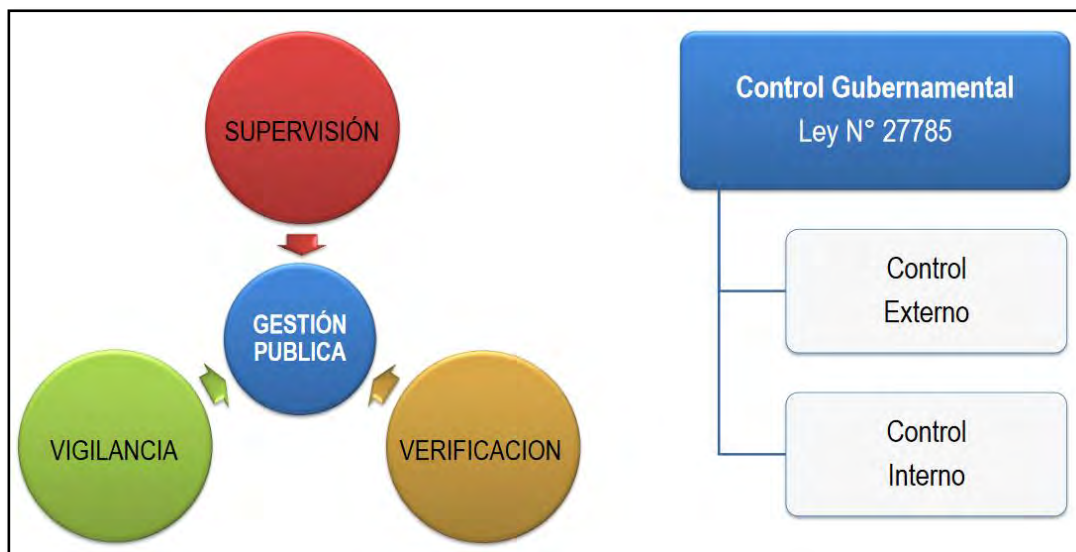 SUPERVISIÓN
GESTIÓN
PUBLICA
VIGILANCIA
VERIFICACION
Control Gubernamental
Ley N° 27785
Control
Externo
Control
Interno